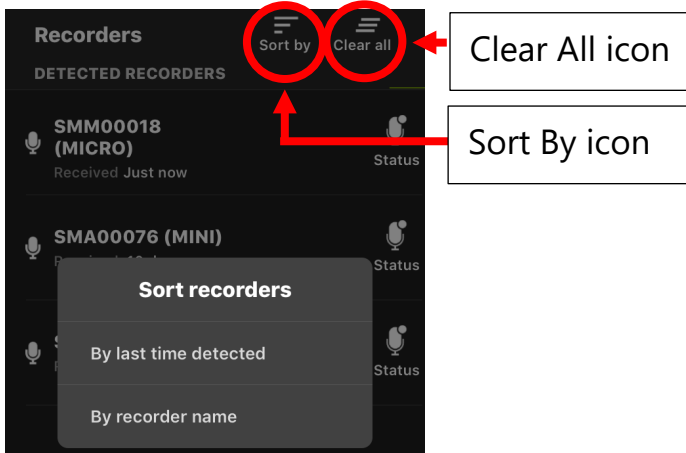 Recorders
Sort by
Clear all
Clear All icon
DETECTED RECORDERS
Sort By icon
SMM00018
(MICRO)
Received Just now
Status
SMA00076 (MINI)
Status
Sort recorders
By last time detected
Status
By recorder name